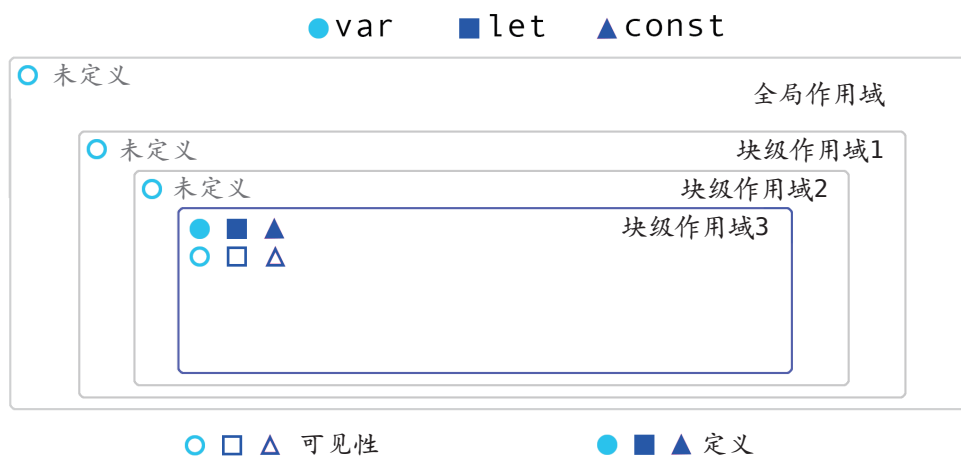 var let const
未定义
全局作用域
未定义
块级作用域1
未定义
块级作用域2
块级作用域3
可见性 定义